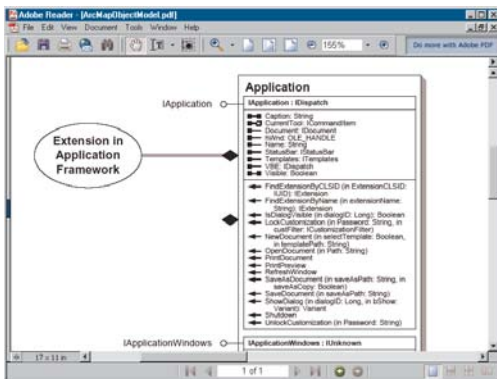 Adobe Reader - [ArcMapObjectModel.pdf]
File Edit View Document Tools Window Help
155%
Do more with Adobe PDF
Application
IApplication
IApplication : IDispatch
Caption: String
CurrentTool: ICommandItem
Document: IDocument
hWnd: OLE_HANDLE
Name: String
StatusBar: IStatusBar
Templates: ITemplates
VBE: IDispatch
Visible: Boolean
Extension in
Application
Framework
FindExtensionByCLSID (in ExtensionCLSID:
IUID): IExtension
FindExtensionByName (in extensionName:
String): IExtension
IsDialogVisible (in dialogID: Long): Boolean
LockCustomization (in Password: String, in
custFilter: ICustomizationFilter)
NewDocument (in selectTemplate: Boolean,
in templatePath: String)
OpenDocument (in Path: String)
PrintDocument
PrintPreview
RefreshWindow
SaveAsDocument (in saveAsPath: String, in
saveAsCopy: Boolean)
SaveDocument (in saveAsPath: String)
ShowDialog (in dialogID: Long, in bShow:
Variant): Variant
Shutdown
UnlockCustomization (in Password: String)
IApplicationWindows
IApplicationWindows : IUnknown
17 x 11 in
1 of 1